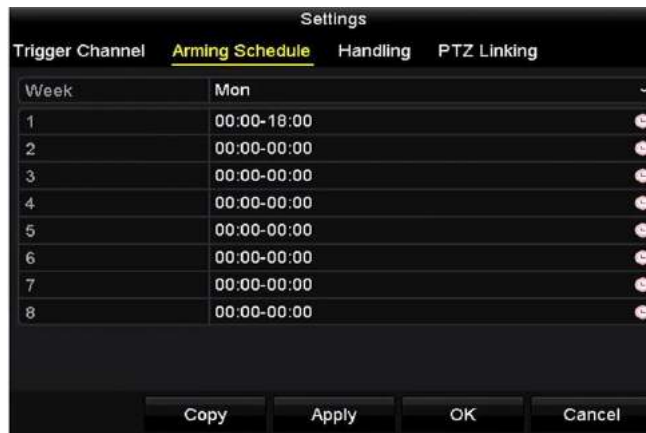 Settings
Trigger Channel Arming Schedule Handling PTZ Linking
Week Mon
1 00:00-18:00
2 00:00-00:00
3 00:00-00:00
4 00:00-00:00
5 00:00-00:00
6 00:00-00:00
7 00:00-00:00
8 00:00-00:00
Copy Apply OK Cancel